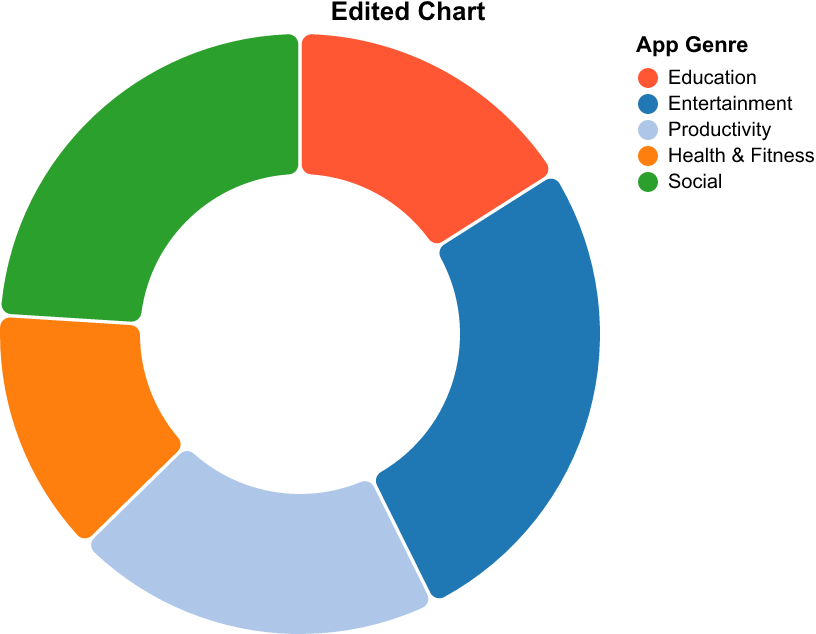 Edited Chart
App Genre
Education
Entertainment
Productivity
Health & Fitness
Social